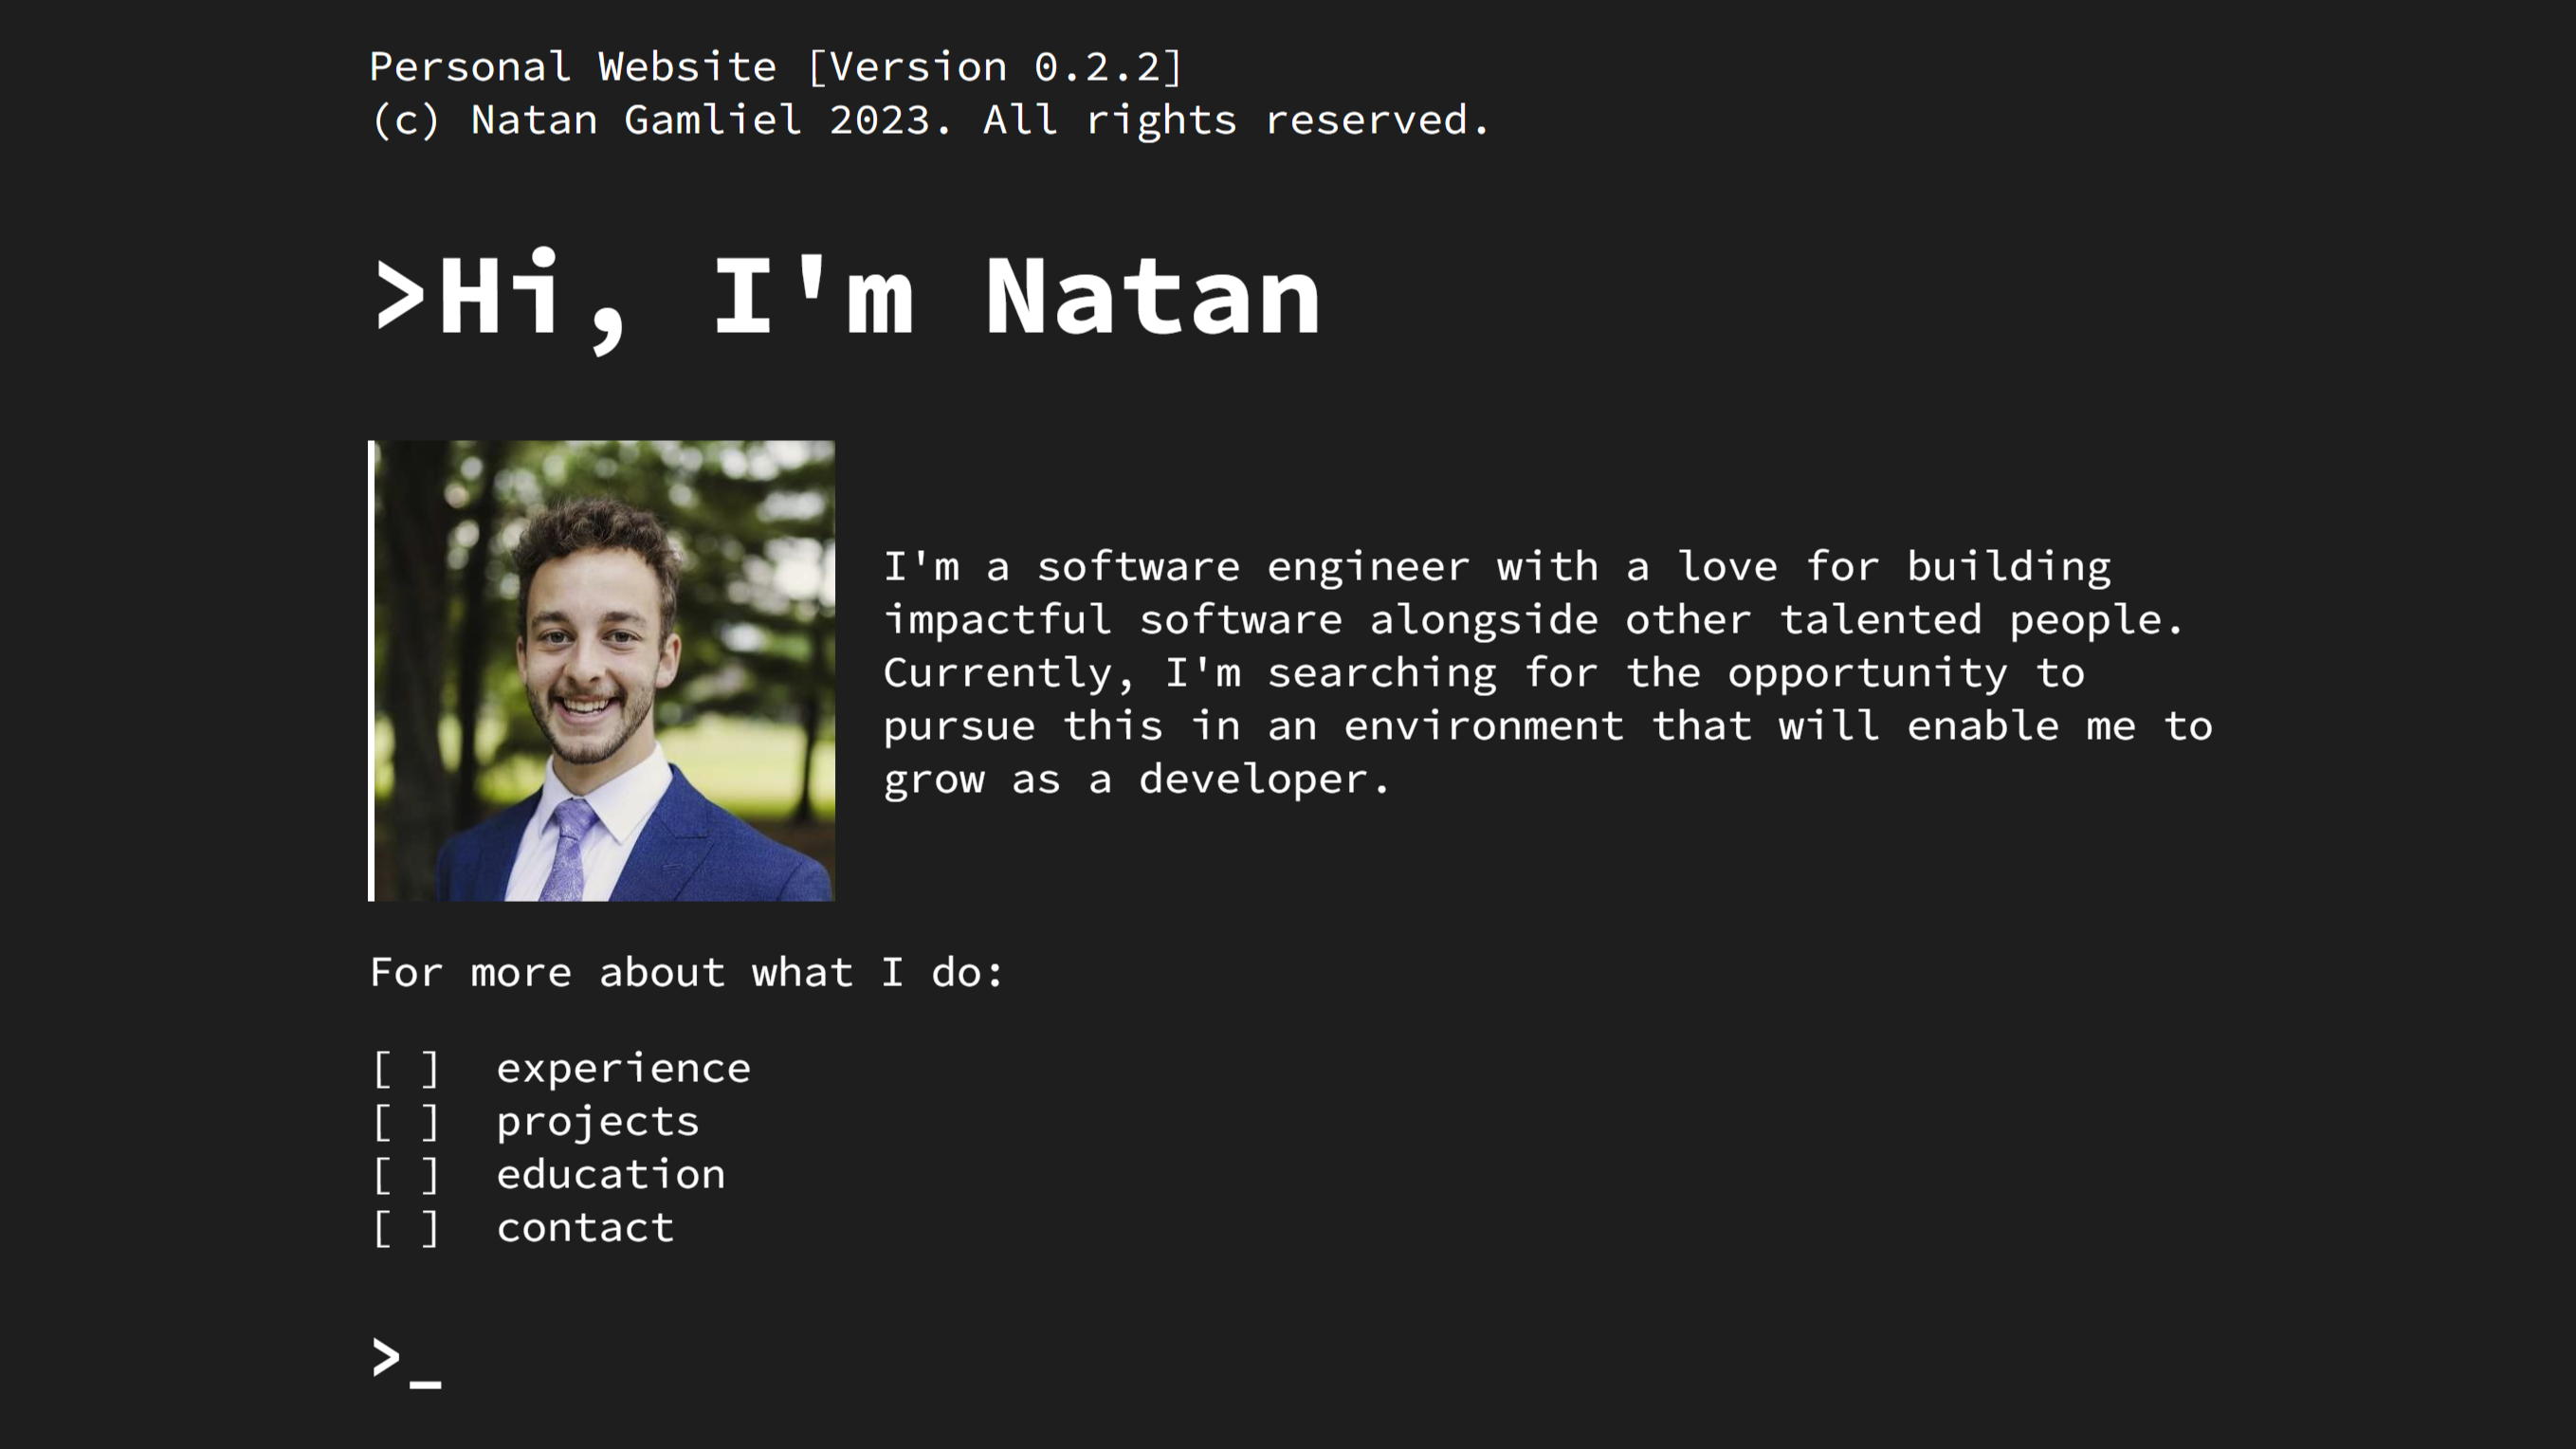 Personal Website [Version 0.2.2]
(c) Natan Gamliel 2023. All rights reserved.
>Hi, I'm Natan
I'm a software engineer with a love for building
impactful software alongside other talented people.
Currently, I'm searching for the opportunity to
pursue this in an environment that will enable me to
grow as a developer.
For more about what I do:
[ ] experience
[ ] projects
[ ] education
[ ] contact
>_